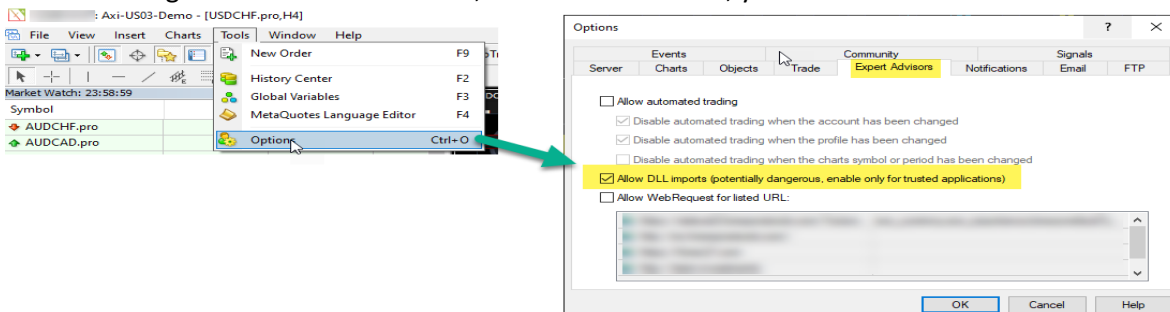 : Axi-US03-Demo - [USDCHF.pro,H4]
File View Insert Charts Tools Window Help
New Order F9
History Center F2
Global Variables F3
MetaQuotes Language Editor F4
Options Ctrl+O
Market Watch: 23:58:59
Symbol
AUDCHF.pro
AUDCAD.pro
Options ? ×
Events Community Signals
Server Charts Objects Trade Expert Advisors Notifications Email FTP
Allow automated trading
Disable automated trading when the account has been changed
Disable automated trading when the profile has been changed
Disable automated trading when the charts symbol or period has been changed
Allow DLL imports (potentially dangerous, enable only for trusted applications)
Allow WebRequest for listed URL:
OK Cancel Help